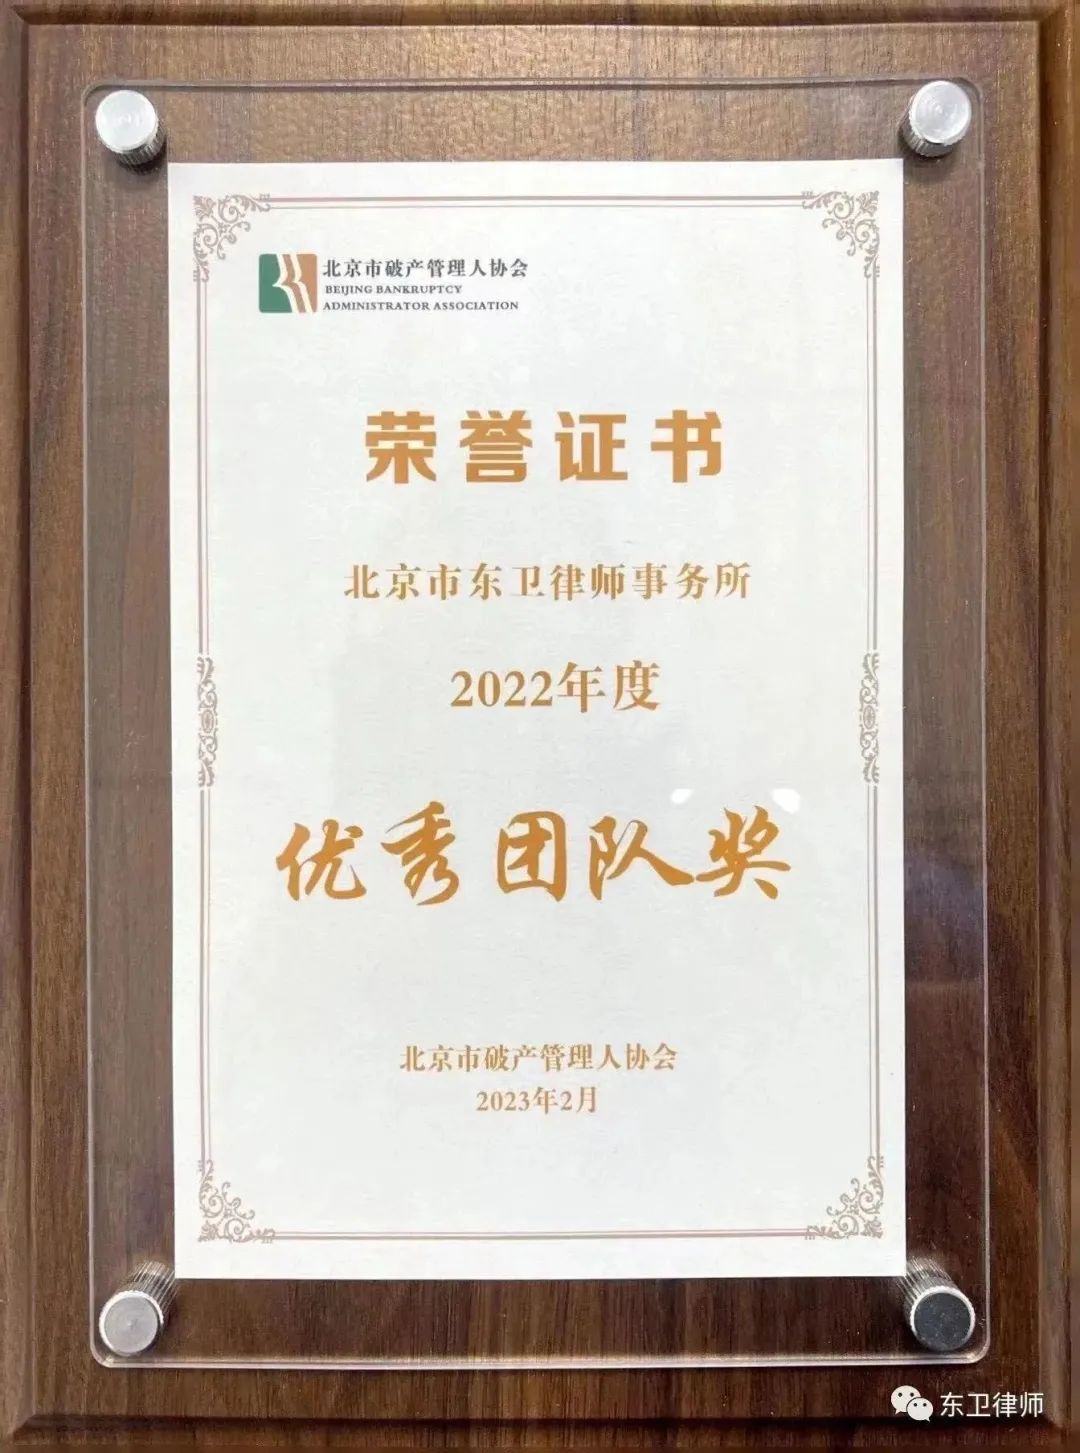 北京市破产管理人协会
BEIJING BANKRUPTCY
ADMINISTRATOR ASSOCIATION
荣誉证书
北京市东卫律师事务所
2022年度
优秀团队奖
北京市破产管理人协会
2023年2月
东卫律师